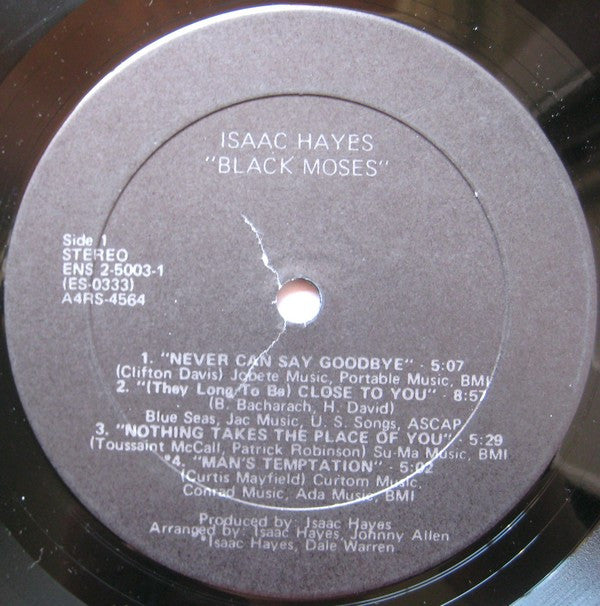 ISAAC HAYES
"BLACK MOSES"
Side 1
STEREO
ENS 2-5003-1
(ES-0333)
A4RS-4564
1. "NEVER CAN SAY GOODBYE" - 5:07
(Clifton Davis) Jobete Music, Portable Music, BMI
2. "(They Long To Be) CLOSE TO YOU" - 8:57
(B. Bacharach, H. David)
Blue Seas, Jac Music, U. S. Songs, ASCAP
3. "NOTHING TAKES THE PLACE OF YOU" - 5:29
(Toussaint McCall, Patrick Robinson) Su-Ma Music, BMI
*4. "MAN'S TEMPTATION" - 5:02
(Curtis Mayfield) Curtom Music,
Conrad Music, Ada Music, BMI
Produced by: Isaac Hayes
Arranged by: Isaac Hayes, Johnny Allen
*Isaac Hayes, Dale Warren